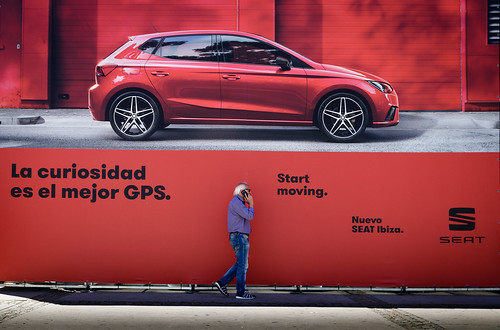 La curiosidad
es el mejor GPS.
Start
moving.
Nuevo
SEAT Ibiza.
SEAT